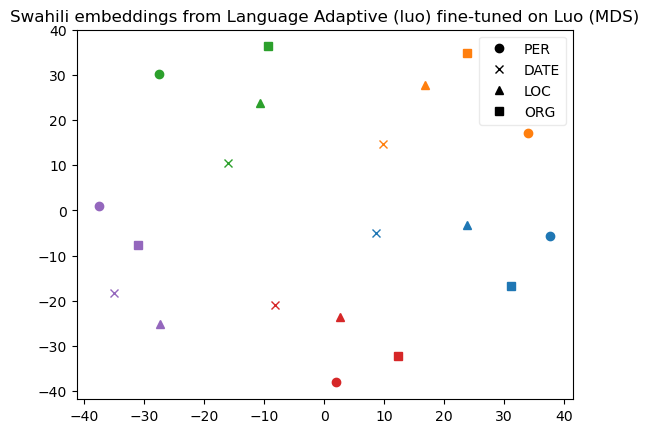 Swahili embeddings from Language Adaptive (luo) fine-tuned on Luo (MDS)
PER
DATE
LOC
ORG
40
30
20
10
0
−10
−20
−30
−40
−40 −30 −20 −10 0 10 20 30 40